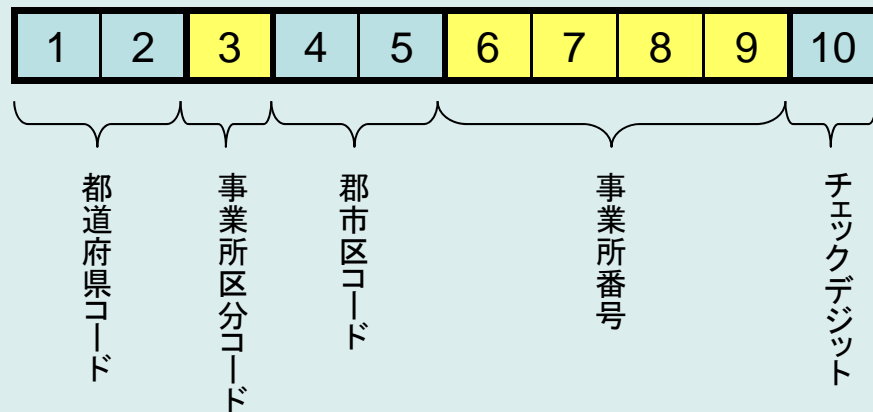 1 2 3 4 5 6 7 8 9 10
都道府県コード
事業所区分コード
郡市区コード
事業所番号
チェックデジット